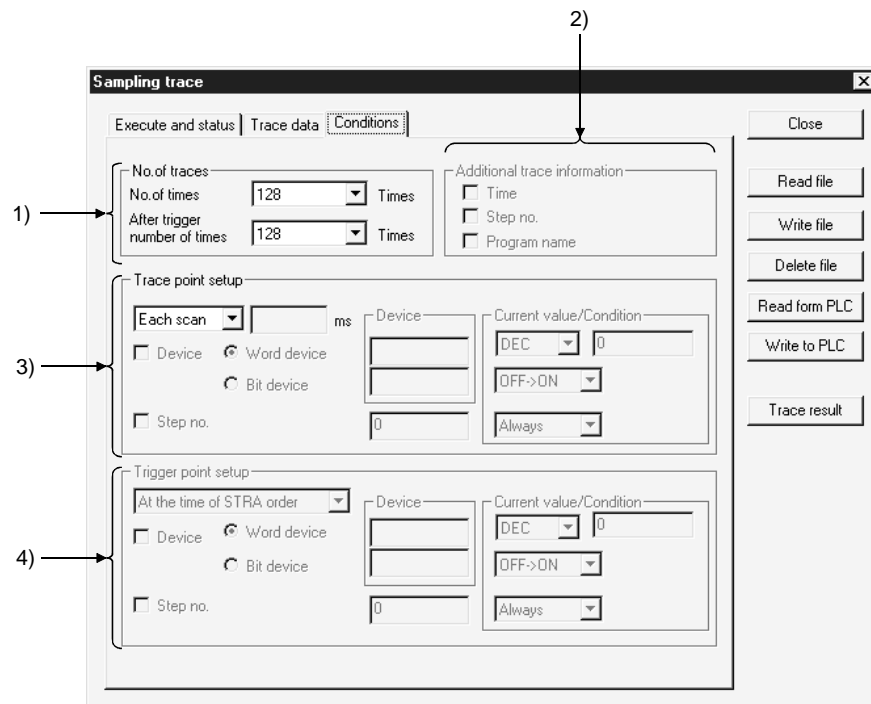 2)
Sampling trace
Execute and status Trace data Conditions
Close
1)
No.of traces
No.of times 128 Times
After trigger
number of times 128 Times
Additional trace information
Time
Step no.
Program name
Read file
Write file
Delete file
Read form PLC
Write to PLC
Trace result
3)
Trace point setup
Each scan ms
Device Word device
Bit device
Step no.
Device
0
Current value/Condition
DEC 0
OFF->ON
Always
4)
Trigger point setup
At the time of STRA order
Device Word device
Bit device
Step no.
Device
0
Current value/Condition
DEC 0
OFF->ON
Always